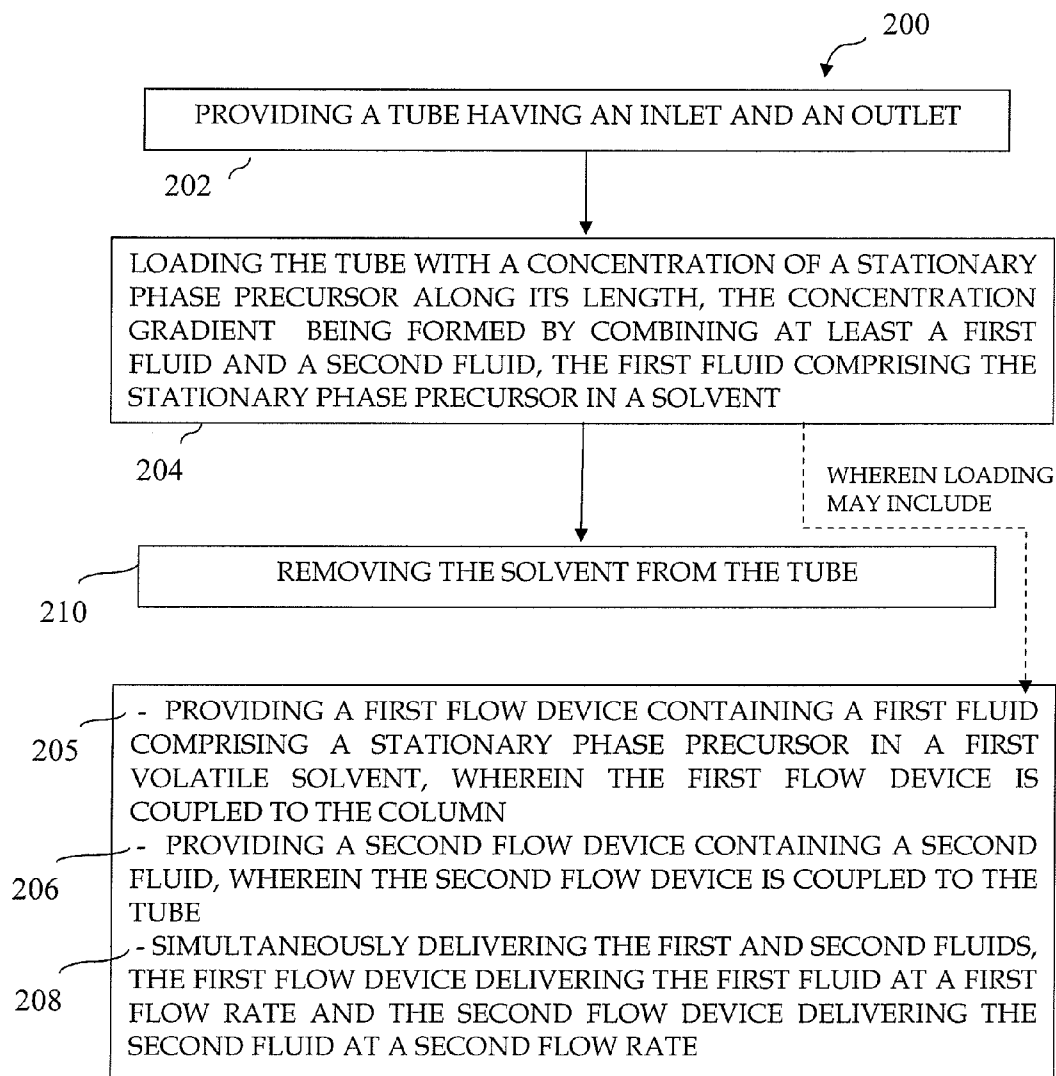 200
PROVIDING A TUBE HAVING AN INLET AND AN OUTLET
202
LOADING THE TUBE WITH A CONCENTRATION OF A STATIONARY
PHASE PRECURSOR ALONG ITS LENGTH, THE CONCENTRATION
GRADIENT BEING FORMED BY COMBINING AT LEAST A FIRST
FLUID AND A SECOND FLUID, THE FIRST FLUID COMPRISING THE
STATIONARY PHASE PRECURSOR IN A SOLVENT
204
WHEREIN LOADING
MAY INCLUDE
REMOVING THE SOLVENT FROM THE TUBE
210
- PROVIDING A FIRST FLOW DEVICE CONTAINING A FIRST FLUID
205
COMPRISING A STATIONARY PHASE PRECURSOR IN A FIRST
VOLATILE SOLVENT, WHEREIN THE FIRST FLOW DEVICE IS
COUPLED TO THE COLUMN
- PROVIDING A SECOND FLOW DEVICE CONTAINING A SECOND
206
FLUID, WHEREIN THE SECOND FLOW DEVICE IS COUPLED TO THE
TUBE
- SIMULTANEOUSLY DELIVERING THE FIRST AND SECOND FLUIDS,
208
THE FIRST FLOW DEVICE DELIVERING THE FIRST FLUID AT A FIRST
FLOW RATE AND THE SECOND FLOW DEVICE DELIVERING THE
SECOND FLUID AT A SECOND FLOW RATE